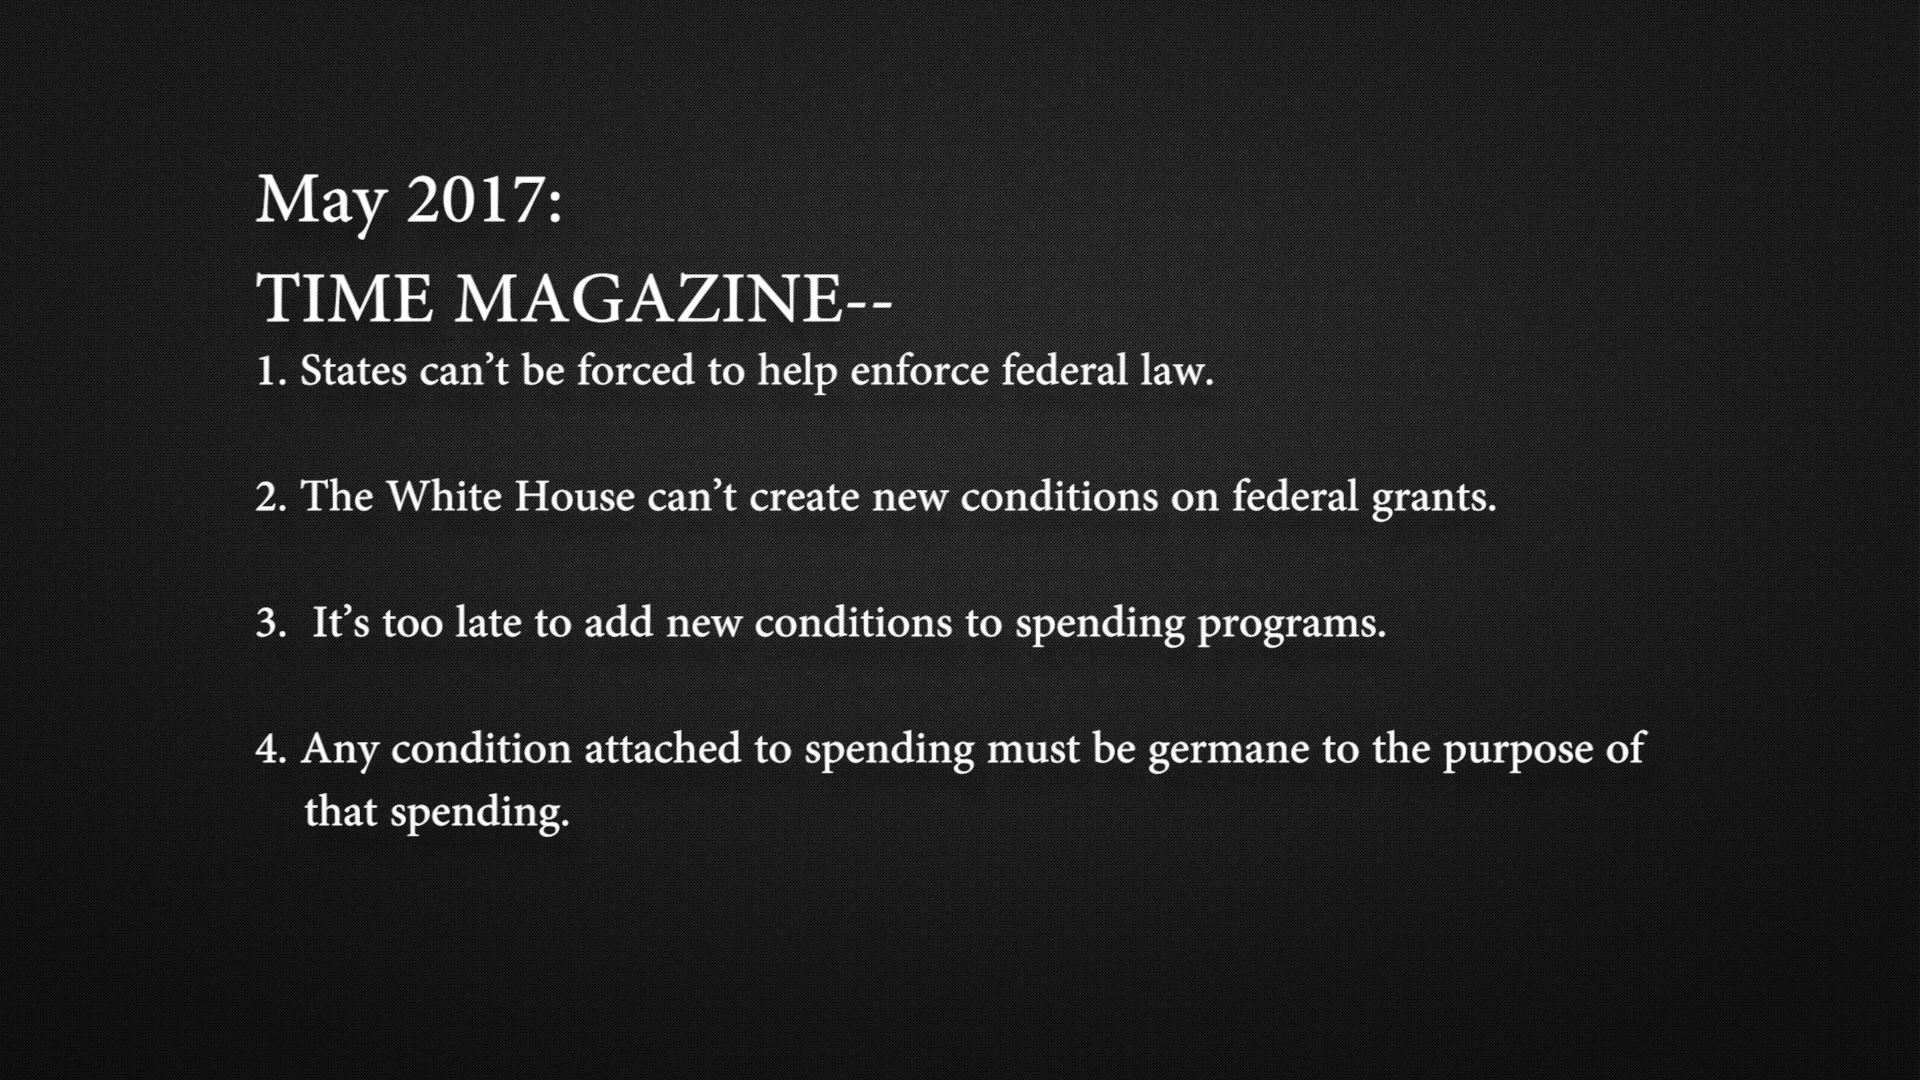 May 2017:
TIME MAGAZINE--
1. States can’t be forced to help enforce federal law.
2. The White House can’t create new conditions on federal grants.
3.  It’s too late to add new conditions to spending programs.
4. Any condition attached to spending must be germane to the purpose of
that spending.